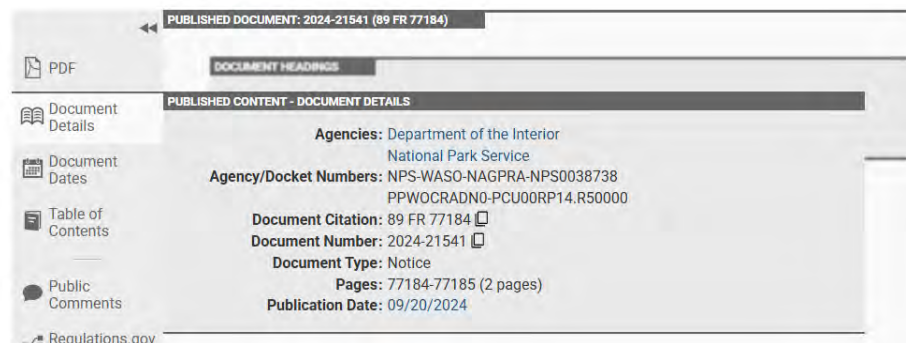 PUBLISHED DOCUMENT: 2024-21541 (89 FR 77184)
PDF
DOCUMENT HEADINGS
Document
Details
PUBLISHED CONTENT - DOCUMENT DETAILS
Agencies: Department of the Interior
National Park Service
Agency/Docket Numbers: NPS-WASO-NAGPRA-NPS0038738
PPWOCRADN0-PCU00RP14.R50000
Document Citation: 89 FR 77184
Document Number: 2024-21541
Document Type: Notice
Pages: 77184-77185 (2 pages)
Publication Date: 09/20/2024
Document
Dates
Table of
Contents
Public
Comments
Regulations.gov